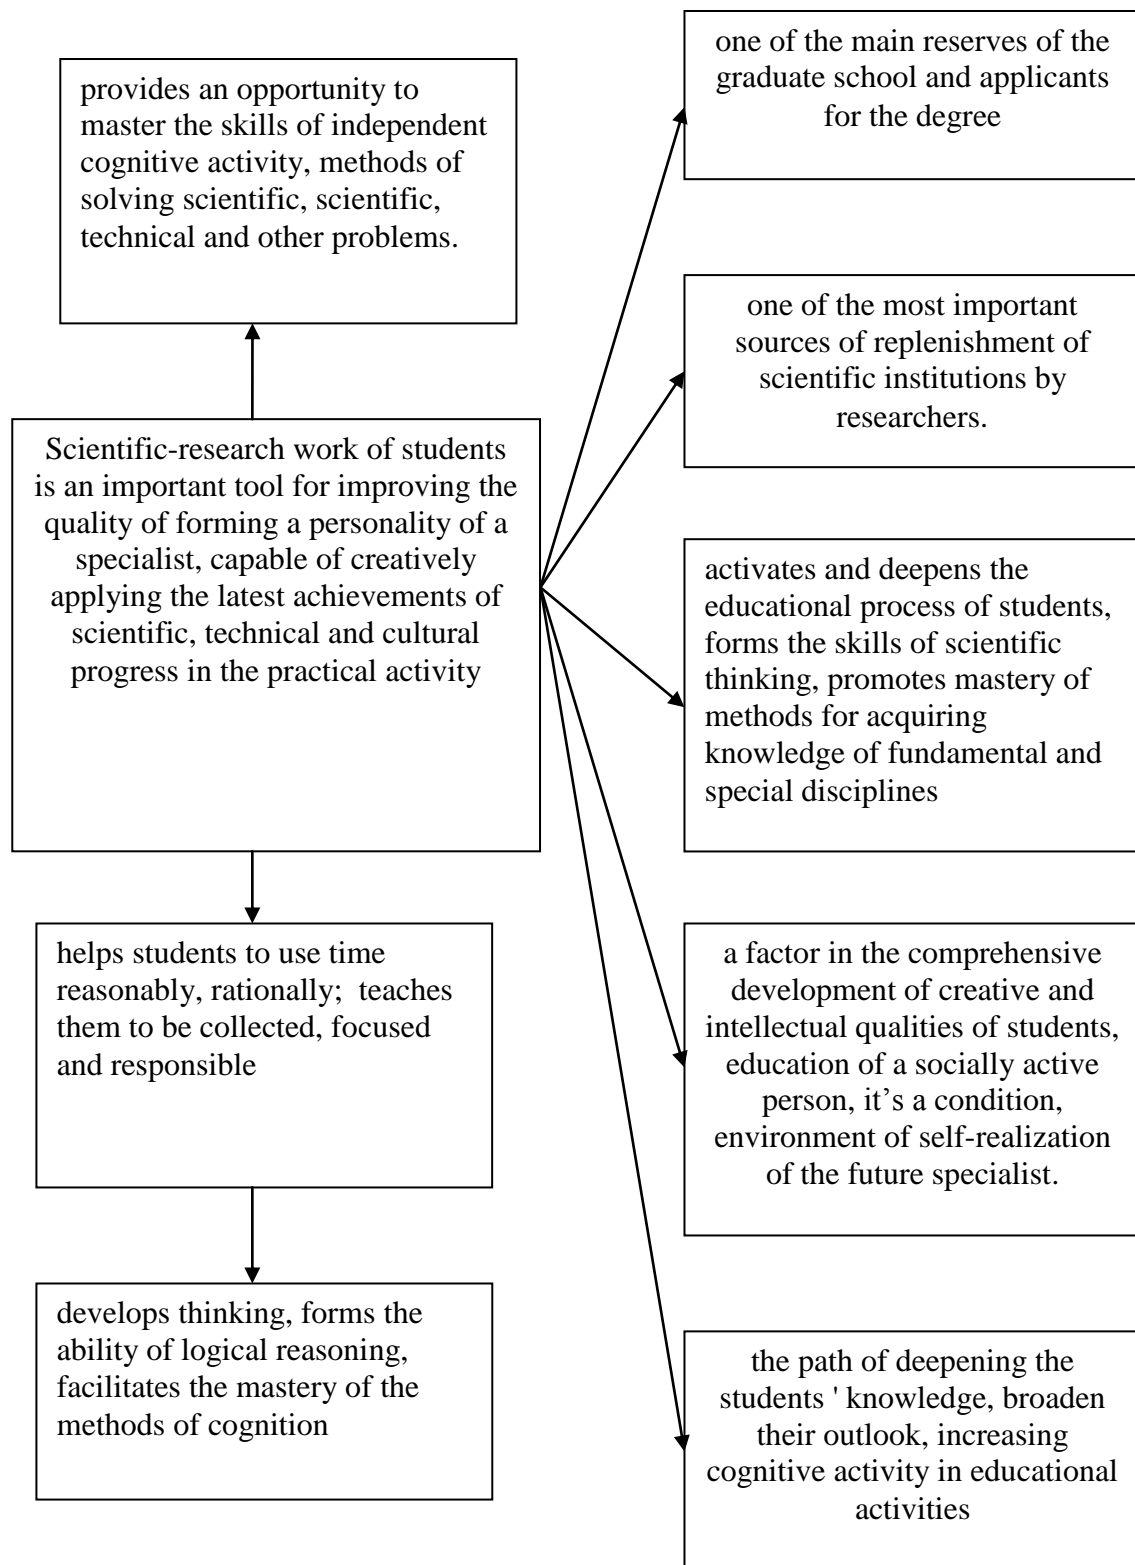 provides an opportunity to
master the skills of independent
cognitive activity, methods of
solving scientific, scientific,
technical and other problems.
Scientific-research work of students
is an important tool for improving the
quality of forming a personality of a
specialist, capable of creatively
applying the latest achievements of
scientific, technical and cultural
progress in the practical activity
helps students to use time
reasonably, rationally;  teaches
them to be collected, focused
and responsible
develops thinking, forms the
ability of logical reasoning,
facilitates the mastery of the
methods of cognition
one of the main reserves of the
graduate school and applicants
for the degree
one of the most important
sources of replenishment of
scientific institutions by
researchers.
activates and deepens the
educational process of students,
forms the skills of scientific
thinking, promotes mastery of
methods for acquiring
knowledge of fundamental and
special disciplines
a factor in the comprehensive
development of creative and
intellectual qualities of students,
education of a socially active
person, it’s a condition,
environment of self-realization
of the future specialist.
the path of deepening the
students ' knowledge, broaden
their outlook, increasing
cognitive activity in educational
activities